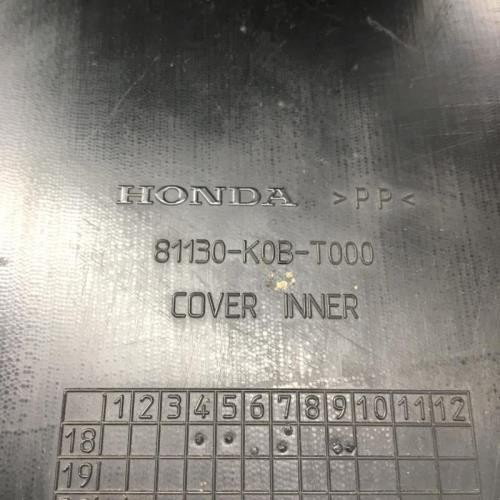 HONDA >PP<
81130-K0B-T000
COVER INNER
1 2 3 4 5 6 7 8 9 10 11 12
18
19